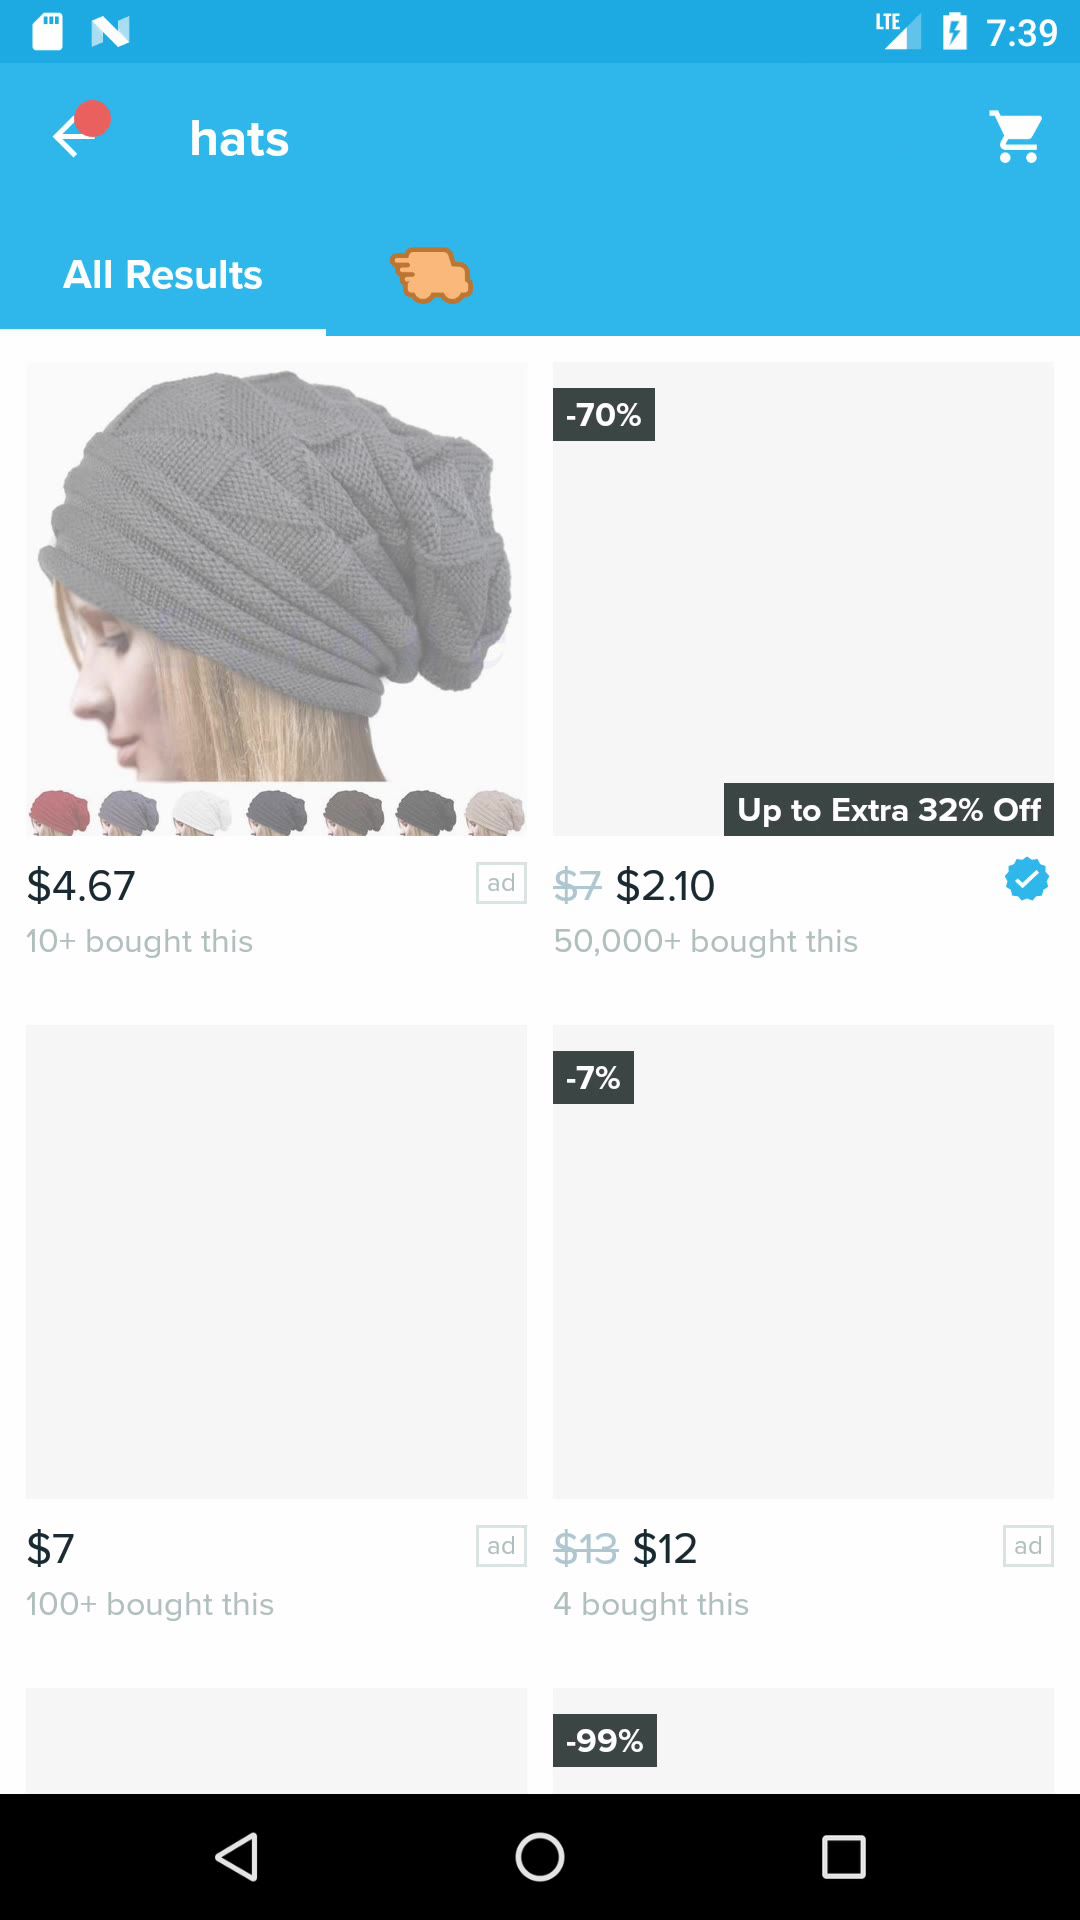 LTE 7:39
hats
All Results
-70%
Up to Extra 32% Off
$4.67 ad
$7 $2.10
10+ bought this
50,000+ bought this
-7%
$7 ad
$13 $12 ad
100+ bought this
4 bought this
-99%